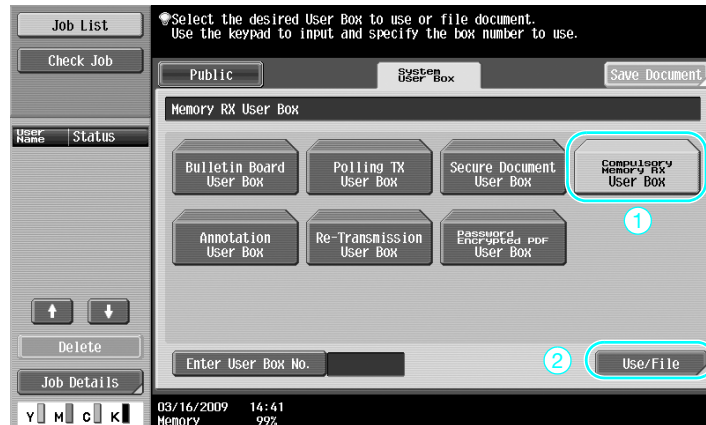 Job List
Check Job
User Name
Status
Delete
Job Details
Y M C K
Select the desired User Box to use or file document.
Use the keypad to input and specify the box number to use.
Public
System User Box
Save Document
Memory RX User Box
Bulletin Board
User Box
Polling TX
User Box
Secure Document
User Box
Compulsory
Memory RX
User Box
1
Annotation
User Box
Re-Transmission
User Box
Password
Encrypted PDF
User Box
2
Enter User Box No.
Use/File
03/16/2009 14:41
Memory 99%